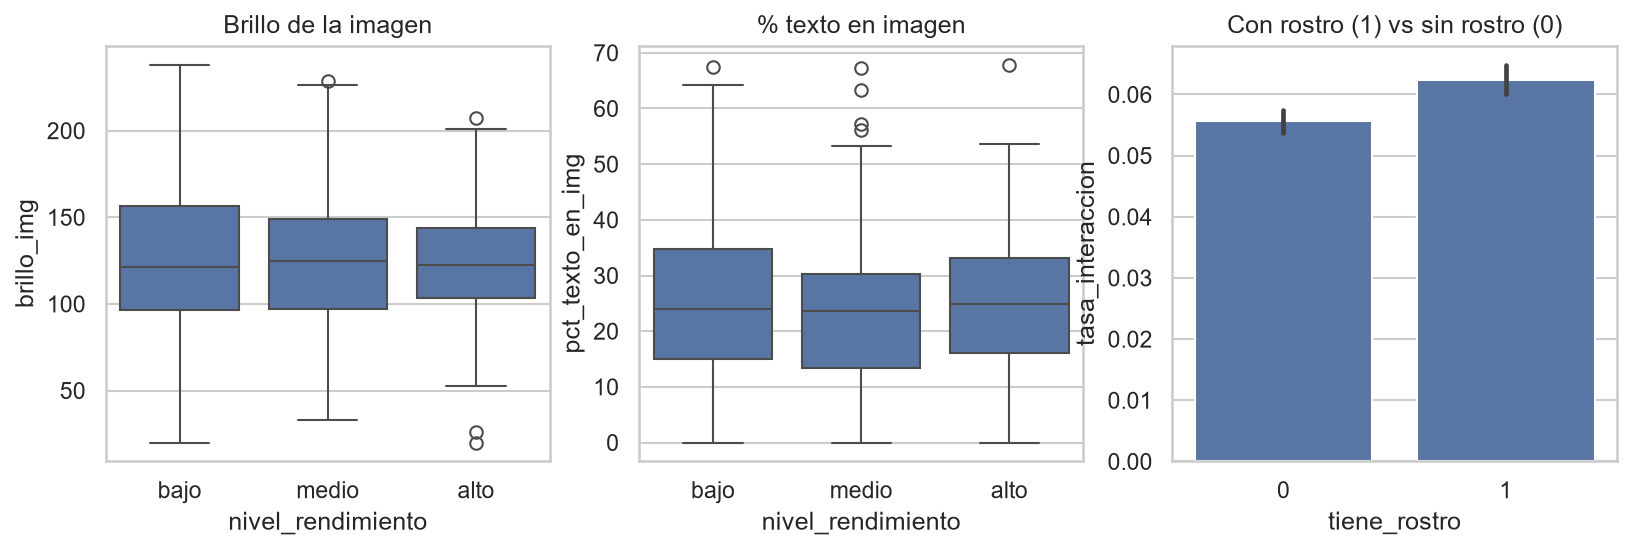 Brillo de la imagen
brillo_img
200
150
100
50
bajo
medio
alto
nivel_rendimiento
% texto en imagen
pct_texto_en_img
70
60
50
40
30
20
10
0
bajo
medio
alto
nivel_rendimiento
Con rostro (1) vs sin rostro (0)
tasa_interaccion
0.06
0.05
0.04
0.03
0.02
0.01
0.00
0
1
tiene_rostro